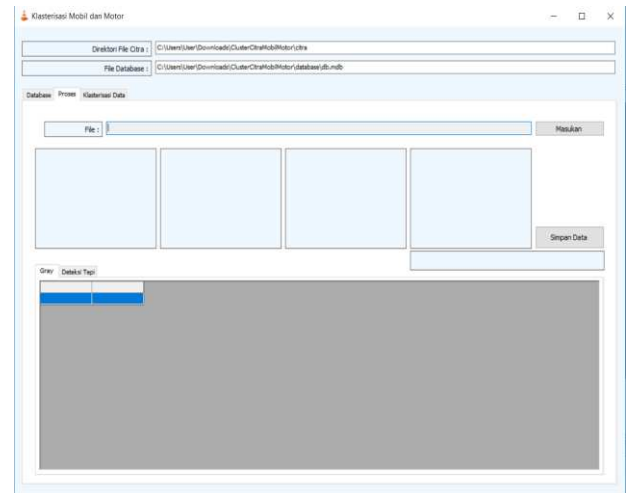 Klasterisasi Mobil dan Motor
Direktori File Citra : C:\Users\User\Downloads\ClusterCitraMobilMotor\citra
File Database : C:\Users\User\Downloads\ClusterCitraMobilMotor\database\db.mdb
Database Proses Klasterisasi Data
File : Masukan
Simpan Data
Gray Deteksi Tepi